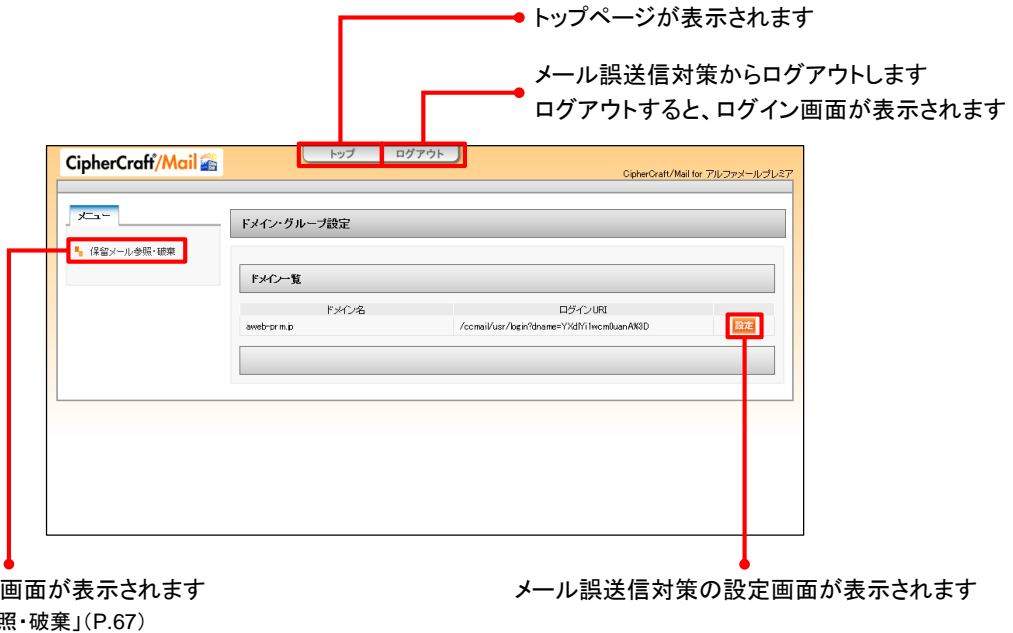 トップページが表示されます
メール誤送信対策からログアウトします
ログアウトすると、ログイン画面が表示されます
CipherCraft/Mail
トップ ログアウト
CipherCraft/Mail for アルファメールプレミア
メニュー
ドメイン・グループ設定
保留メール参照・破棄
ドメイン一覧
ドメイン名 ログインURI
aweb-prm.jp /ccmail/usr/login?dname=YXdlYi1wcm0uanA%3D 設定
画面が表示されます
メール誤送信対策の設定画面が表示されます
照・破棄」(P.67)